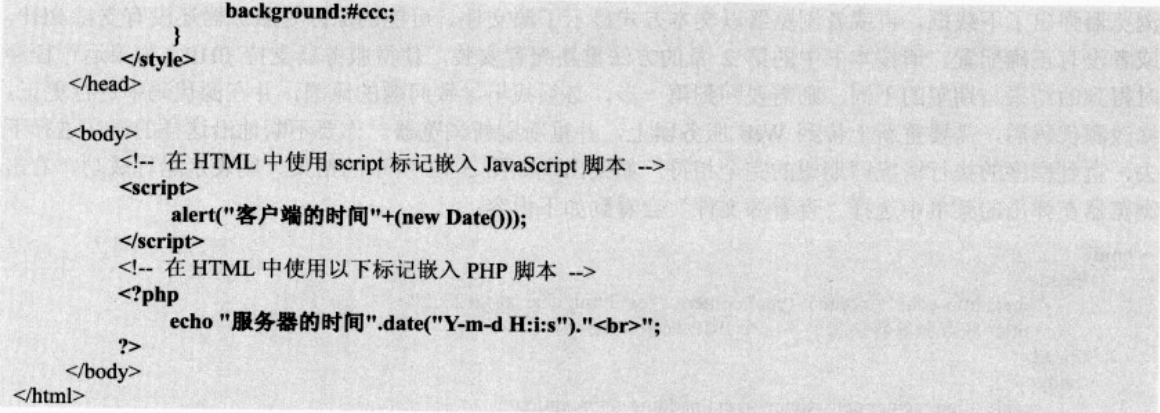 background:#ccc;
}
</style>
</head>
<body>
<!-- 在 HTML 中使用 script 标记嵌入 JavaScript 脚本 -->
<script>
alert("客户端的时间"+(new Date()));
</script>
<!-- 在 HTML 中使用以下标记嵌入 PHP 脚本 -->
<?php
echo "服务器的时间".date("Y-m-d H:i:s")."<br>";
?>
</body>
</html>